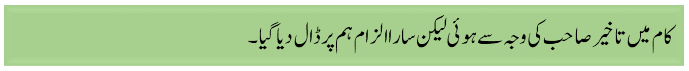 کام میں تاخیر صاحب کی وجہ سے ہوئی لیکن سارا الزام ہم پر ڈال دیا گیا۔